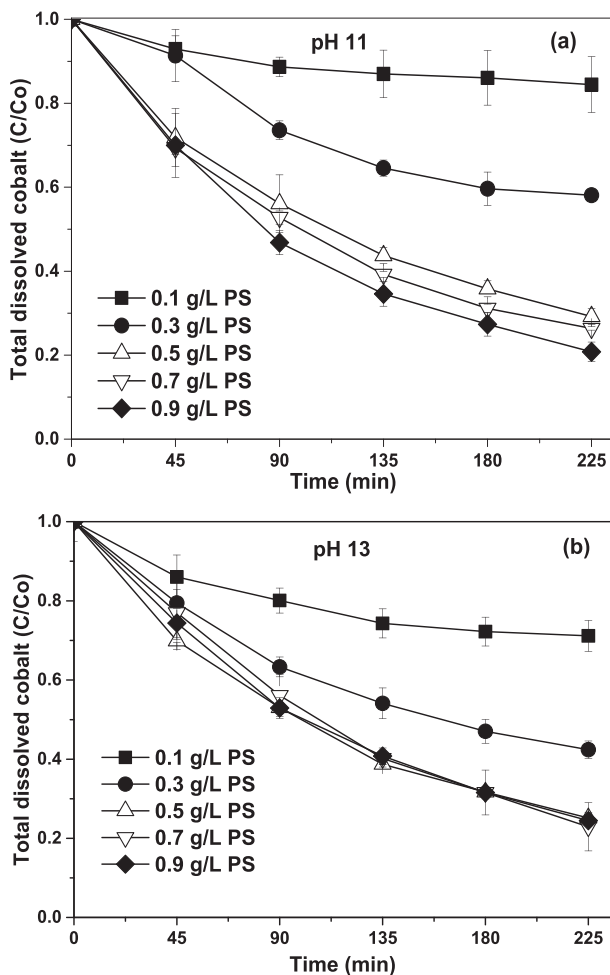 pH 11
(a)
Total dissolved cobalt (C/Co)
1.0
0.8
0.6
0.4
0.2
0.0
0.1 g/L PS
0.3 g/L PS
0.5 g/L PS
0.7 g/L PS
0.9 g/L PS
0 45 90 135 180 225
Time (min)
pH 13
(b)
Total dissolved cobalt (C/Co)
1.0
0.8
0.6
0.4
0.2
0.0
0.1 g/L PS
0.3 g/L PS
0.5 g/L PS
0.7 g/L PS
0.9 g/L PS
0 45 90 135 180 225
Time (min)